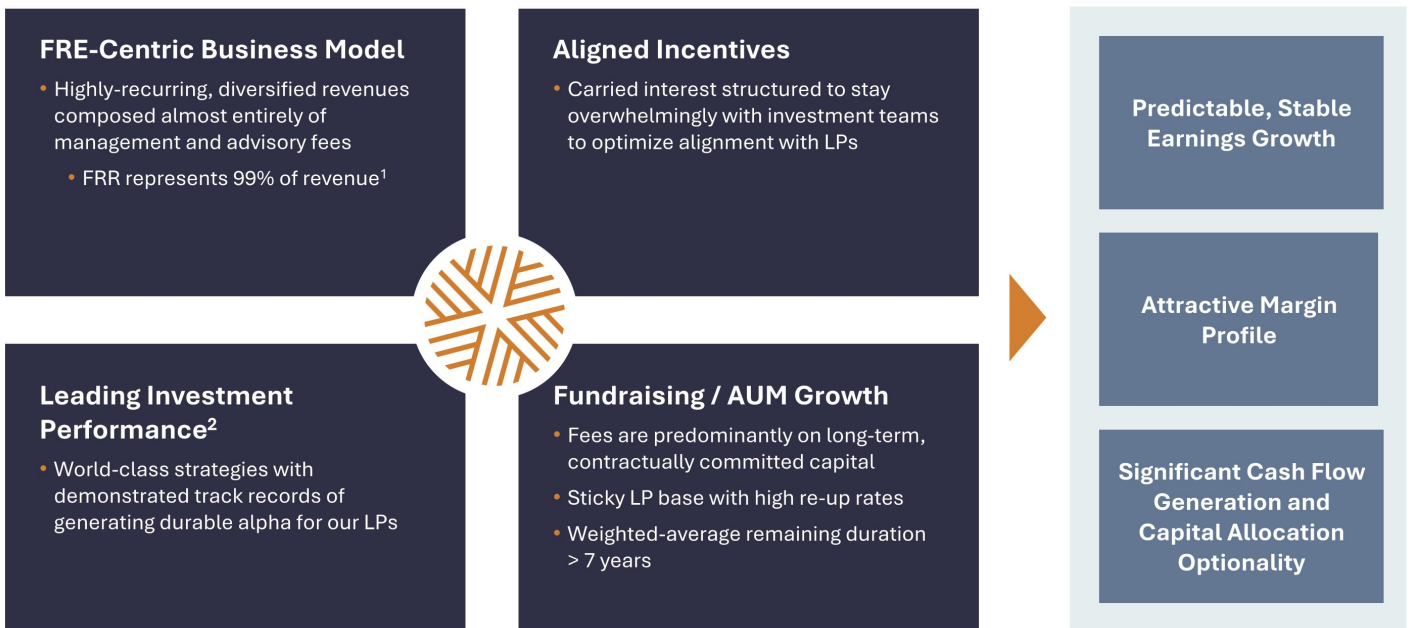 FRE-Centric Business Model
• Highly-recurring, diversified revenues
composed almost entirely of
management and advisory fees
• FRR represents 99% of revenue¹
Aligned Incentives
• Carried interest structured to stay
overwhelmingly with investment teams
to optimize alignment with LPs
Leading Investment
Performance²
• World-class strategies with
demonstrated track records of
generating durable alpha for our LPs
Fundraising / AUM Growth
• Fees are predominantly on long-term,
contractually committed capital
• Sticky LP base with high re-up rates
• Weighted-average remaining duration
> 7 years
Predictable, Stable
Earnings Growth
Attractive Margin
Profile
Significant Cash Flow
Generation and
Capital Allocation
Optionality